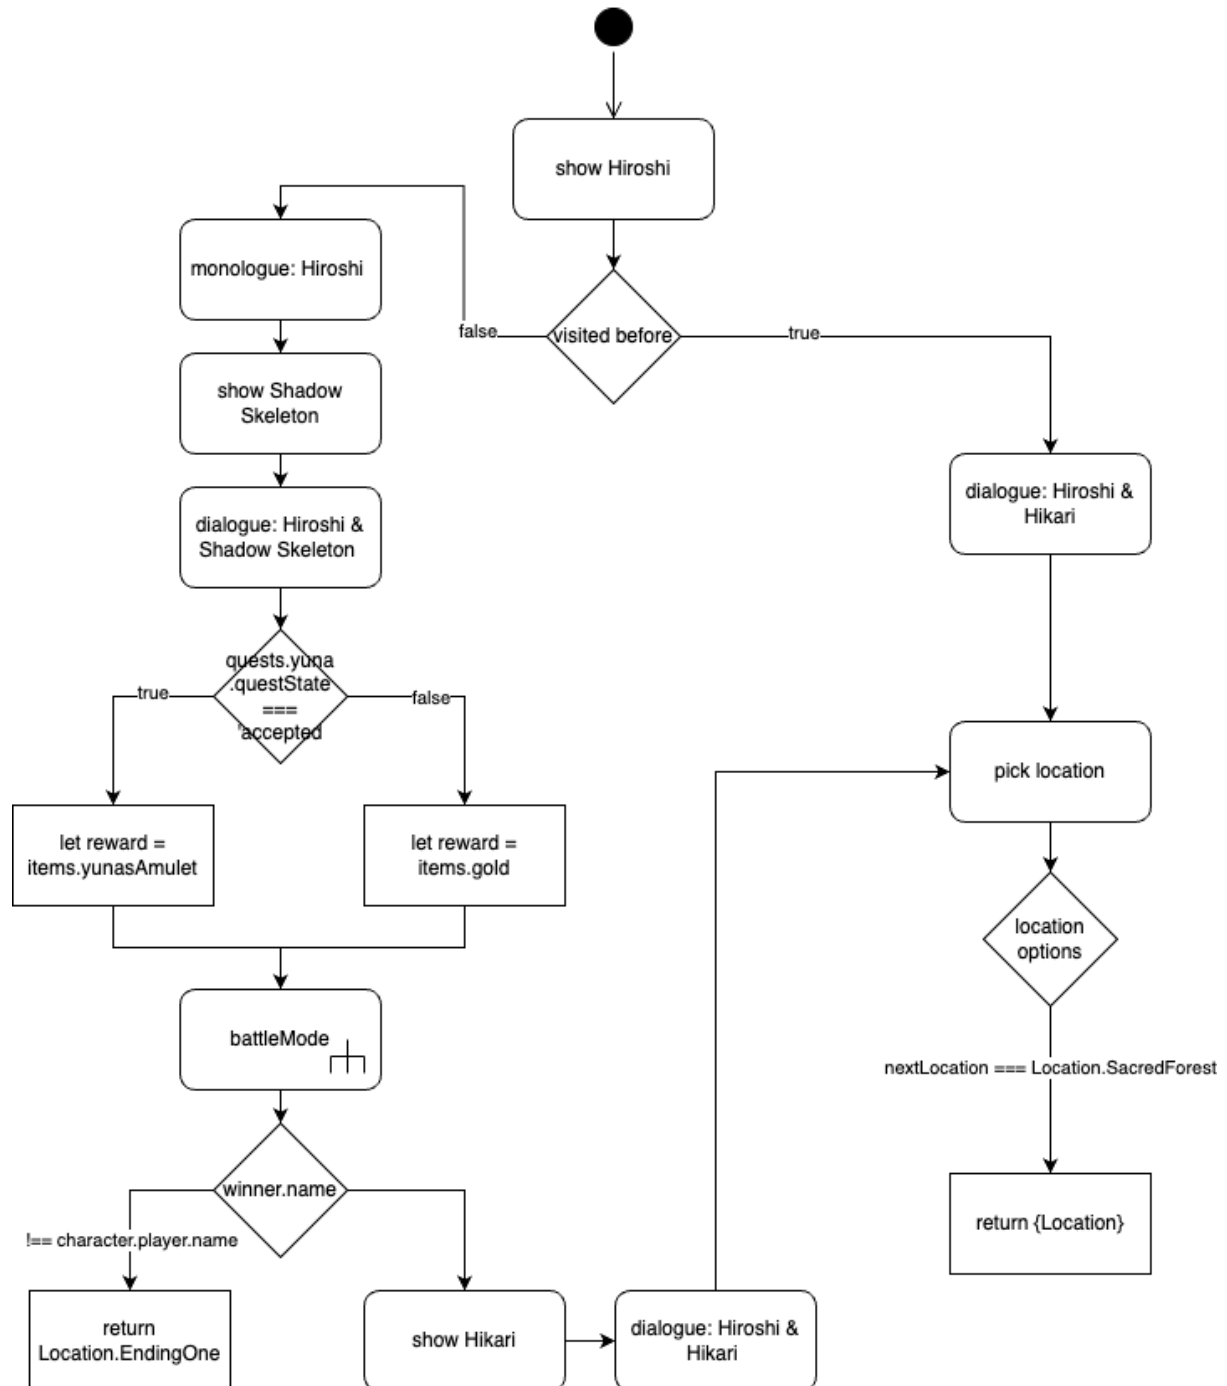 show Hiroshi
monologue: Hiroshi
false
visited before
true
show Shadow
Skeleton
dialogue: Hiroshi &
Hikari
dialogue: Hiroshi &
Shadow Skeleton
quests.yuna
.questState
===
'accepted
true
false
pick location
let reward =
items.yunasAmulet
let reward =
items.gold
location
options
battleMode
nextLocation === Location.SacredForest
winner.name
!== character.player.name
return {Location}
return
Location.EndingOne
show Hikari
dialogue: Hiroshi &
Hikari